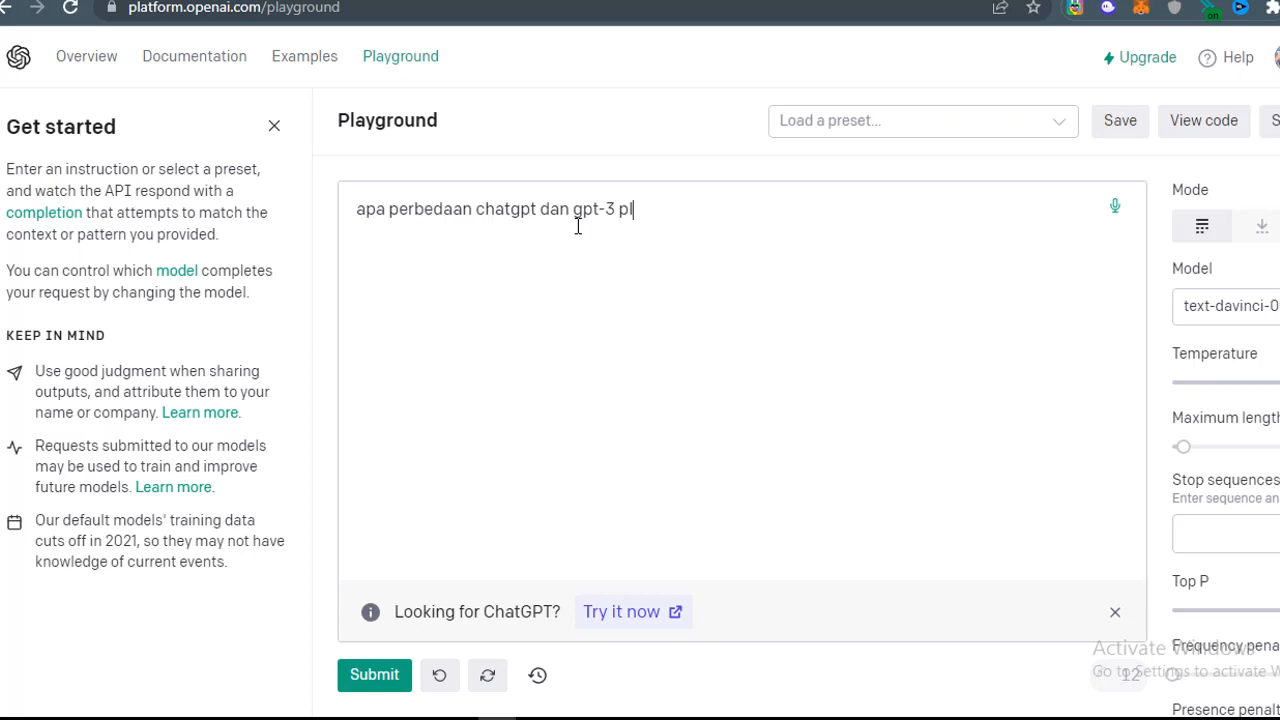 platform.openai.com/playground
on
Overview Documentation Examples Playground Upgrade Help
Get started
Enter an instruction or select a preset,
and watch the API respond with a
completion that attempts to match the
context or pattern you provided.
You can control which model completes
your request by changing the model.
KEEP IN MIND
Use good judgment when sharing
outputs, and attribute them to your
name or company. Learn more.
Requests submitted to our models
may be used to train and improve
future models. Learn more.
Our default models' training data
cuts off in 2021, so they may not have
knowledge of current events.
Playground
Load a preset...
Save
View code
S
apa perbedaan chatgpt dan gpt-3 pl
Looking for ChatGPT? Try it now
Submit
12
Mode
Model
text-davinci-0
Temperature
Maximum length
Stop sequences
Enter sequence an
Top P
Frequency pena
Presence penalt
Activate Windows
Go to Settings to activate W